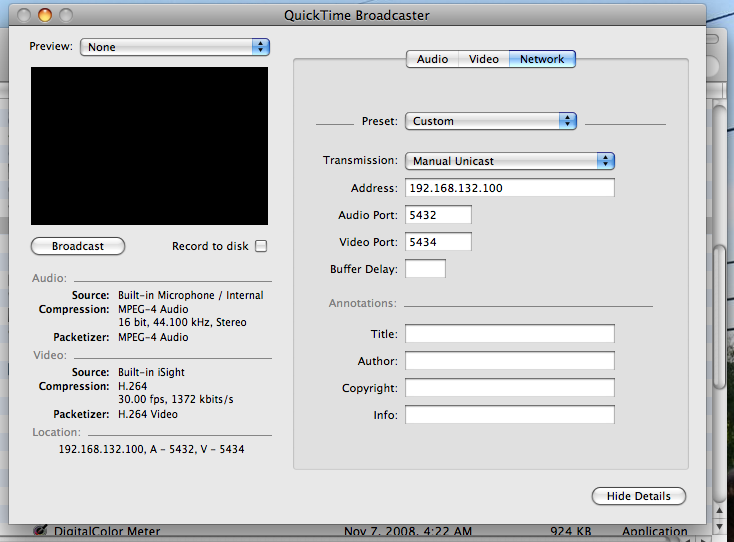 QuickTime Broadcaster
Preview: None
Broadcast
Record to disk
Audio:
Source: Built-in Microphone / Internal
Compression: MPEG-4 Audio
16 bit, 44.100 kHz, Stereo
Packetizer: MPEG-4 Audio
Video:
Source: Built-in iSight
Compression: H.264
30.00 fps, 1372 kbits/s
Packetizer: H.264 Video
Location:
192.168.132.100, A - 5432, V - 5434
Audio Video Network
Preset: Custom
Transmission: Manual Unicast
Address: 192.168.132.100
Audio Port: 5432
Video Port: 5434
Buffer Delay:
Annotations:
Title:
Author:
Copyright:
Info:
Hide Details
DigitalColor Meter Nov 7, 2008, 4:22 AM 924 KB Application